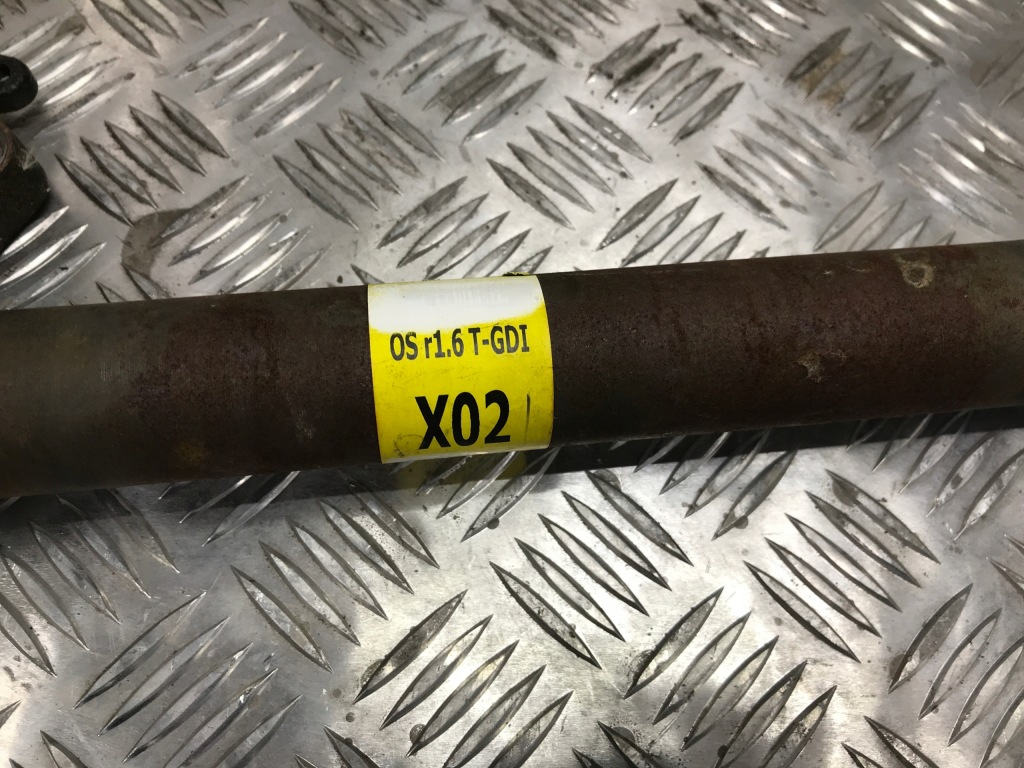 OS r1.6 T-GDI
X02